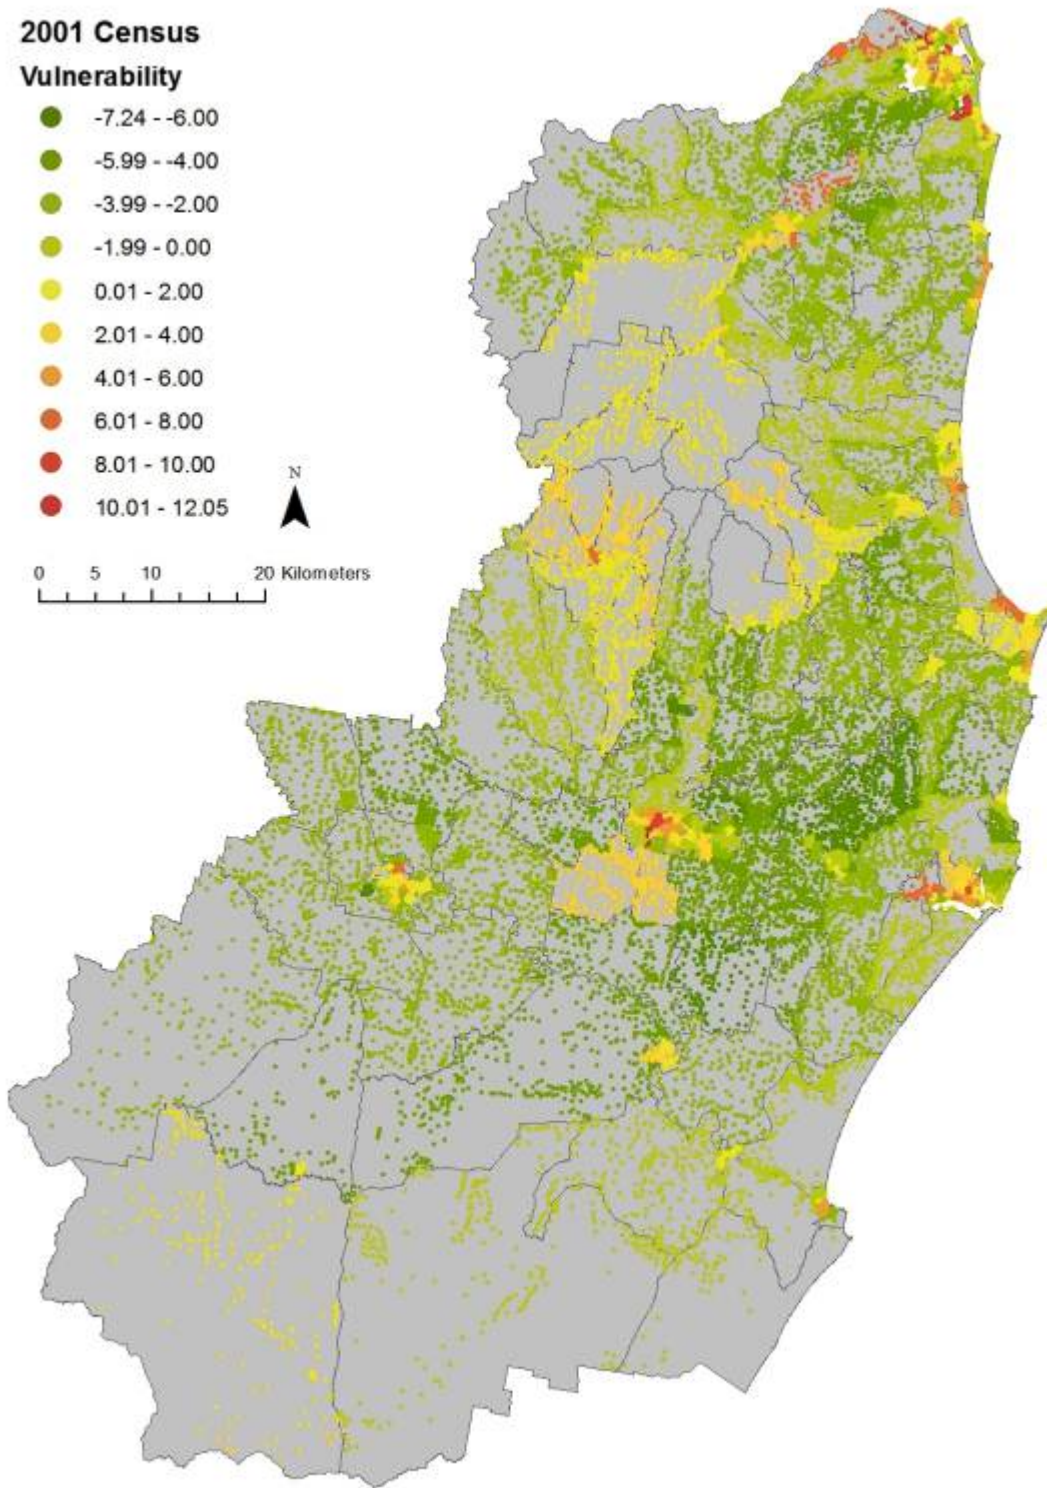 2001 Census
Vulnerability
-7.24 - -6.00
-5.99 - -4.00
-3.99 - -2.00
-1.99 - 0.00
0.01 - 2.00
2.01 - 4.00
4.01 - 6.00
6.01 - 8.00
8.01 - 10.00
10.01 - 12.05
N
0 5 10 20 Kilometers